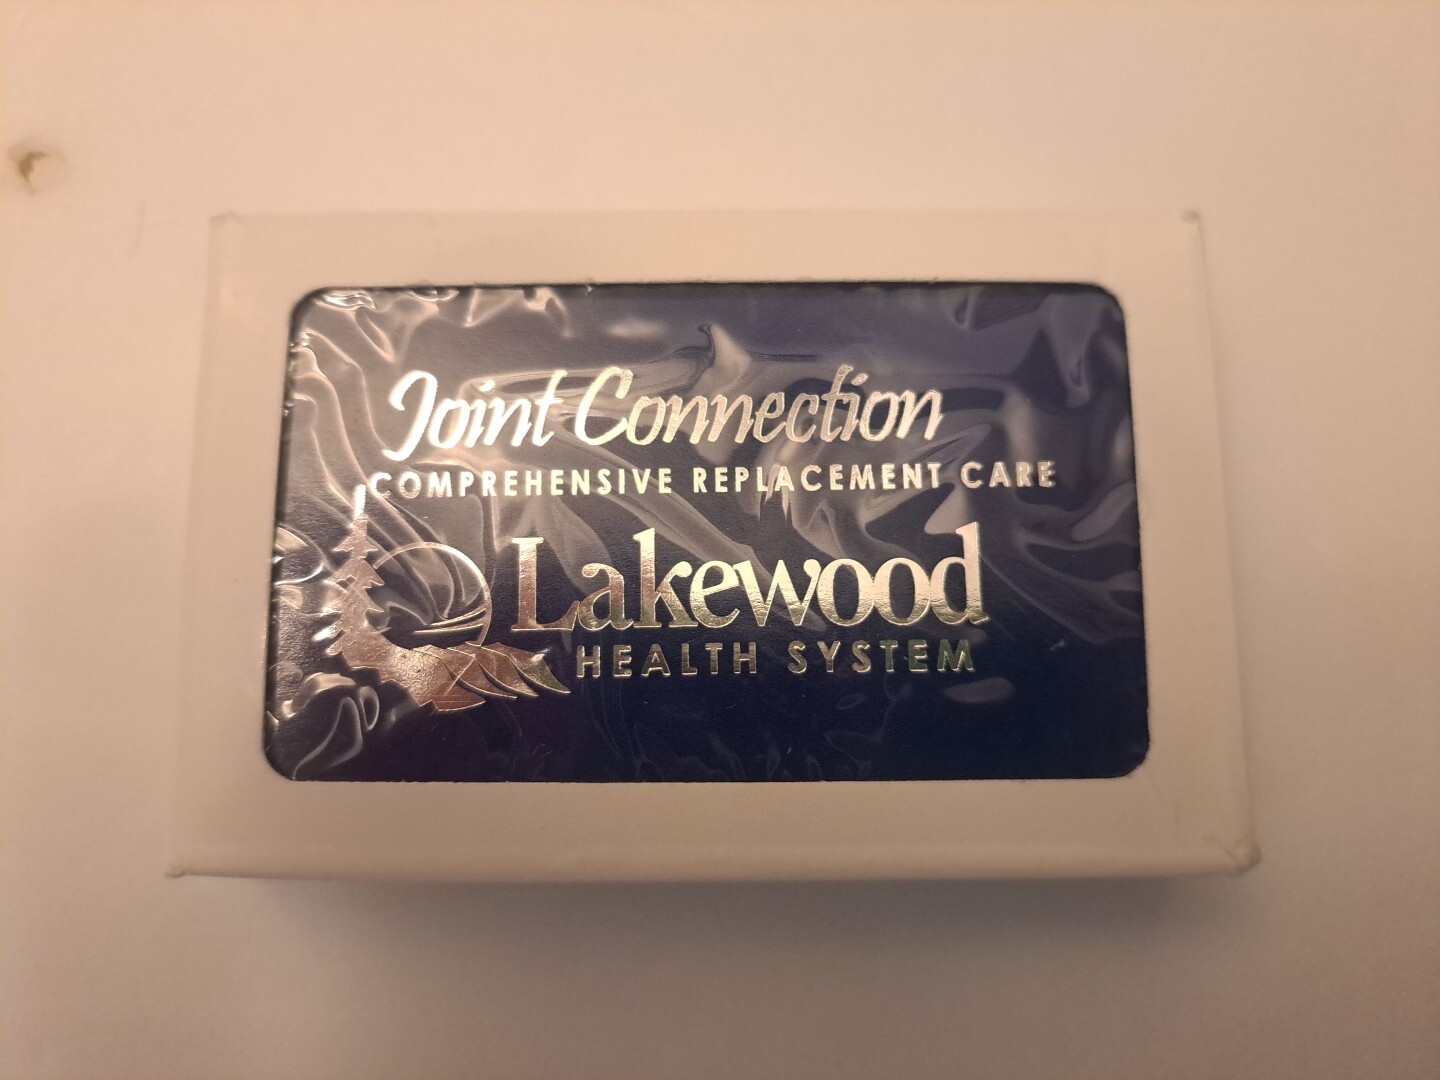 Joint Connection
COMPREHENSIVE REPLACEMENT CARE
Lakewood
HEALTH SYSTEM